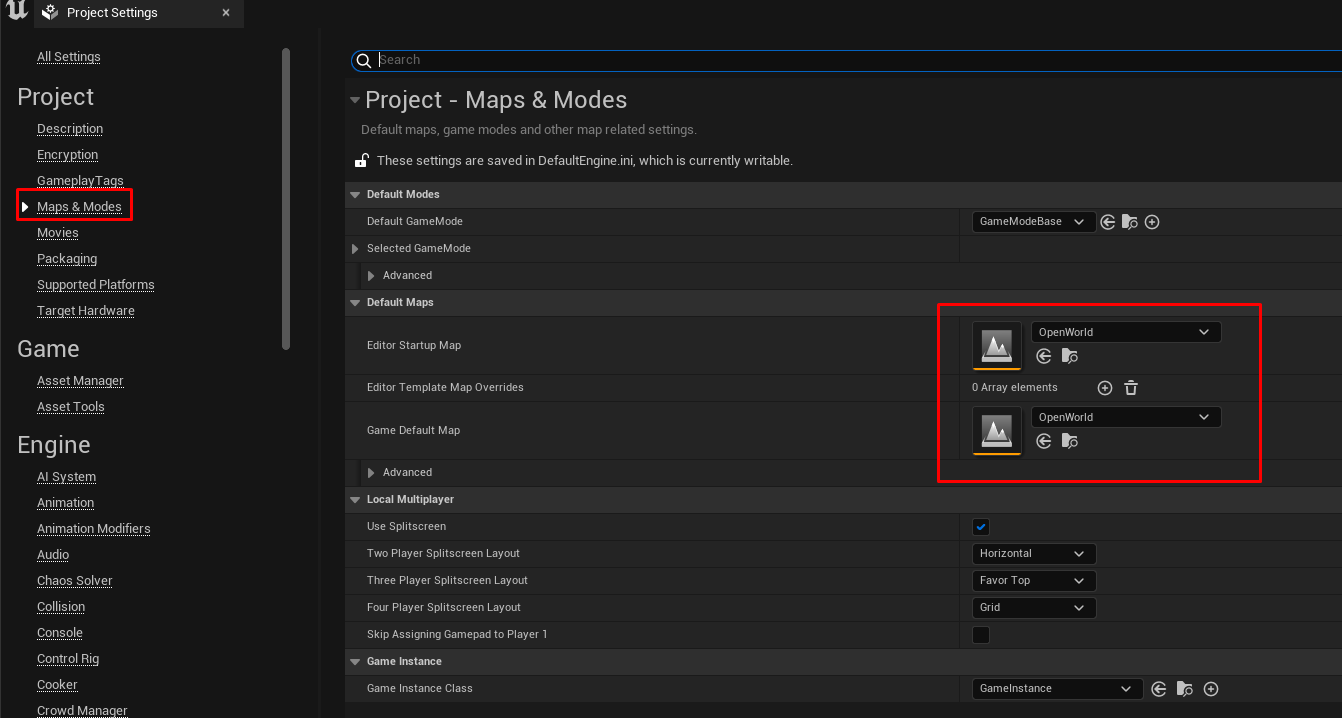 Project Settings
All Settings
Project
Description
Encryption
GameplayTags
Maps & Modes
Movies
Packaging
Supported Platforms
Target Hardware
Game
Asset Manager
Asset Tools
Engine
AI System
Animation
Animation Modifiers
Audio
Chaos Solver
Collision
Console
Control Rig
Cooker
Crowd Manager
Search
Project - Maps & Modes
Default maps, game modes and other map related settings.
These settings are saved in DefaultEngine.ini, which is currently writable.
Default Modes
Default GameMode GameModeBase
Selected GameMode
Advanced
Default Maps
Editor Startup Map OpenWorld
Editor Template Map Overrides 0 Array elements
Game Default Map OpenWorld
Advanced
Local Multiplayer
Use Splitscreen
Two Player Splitscreen Layout Horizontal
Three Player Splitscreen Layout Favor Top
Four Player Splitscreen Layout Grid
Skip Assigning Gamepad to Player 1
Game Instance
Game Instance Class GameInstance